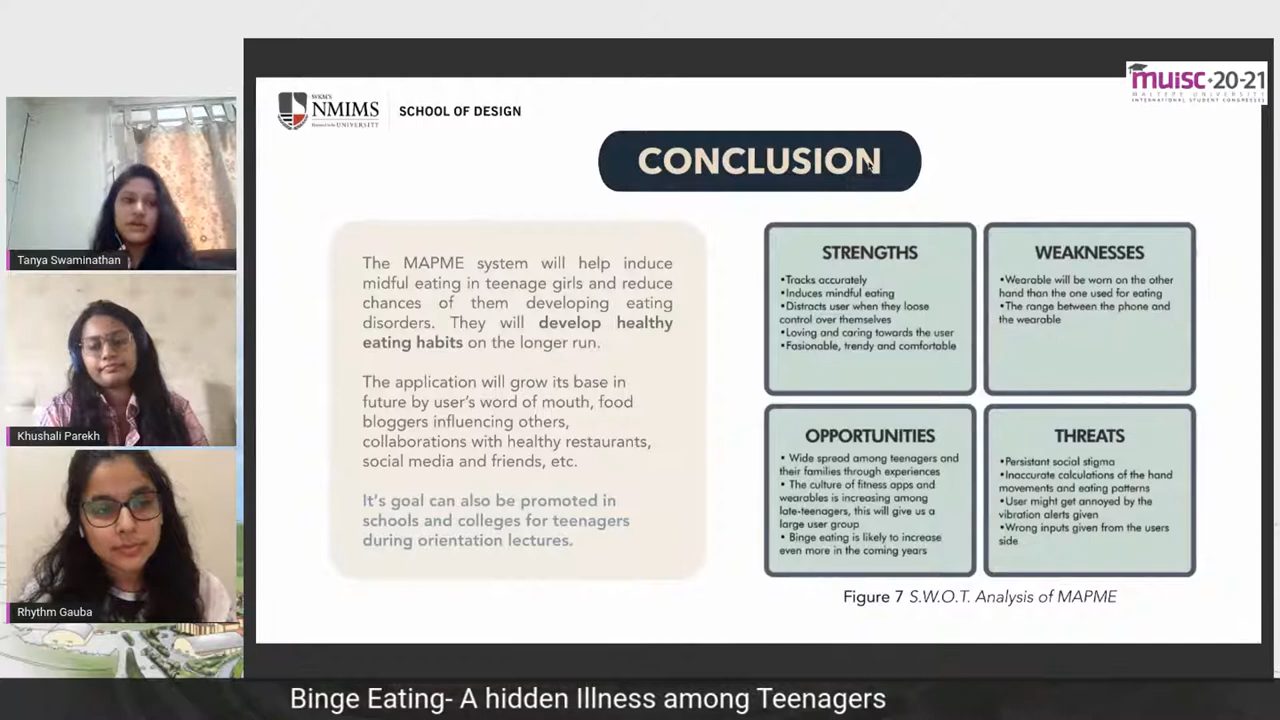 muisc·20-21
MALTEPE UNIVERSITY
INTERNATIONAL STUDENT CONGRESSES
SVKM'S
NMIMS
UNIVERSITY
SCHOOL OF DESIGN
CONCLUSION
Tanya Swaminathan
Khushali Parekh
Rhythm Gauba
The MAPME system will help induce
midful eating in teenage girls and reduce
chances of them developing eating
disorders. They will develop healthy
eating habits on the longer run.
The application will grow its base in
future by user's word of mouth, food
bloggers influencing others,
collaborations with healthy restaurants,
social media and friends, etc.
It's goal can also be promoted in
schools and colleges for teenagers
during orientation lectures.
STRENGTHS
•Tracks accurately
•Induces mindful eating
•Distracts user when they loose
control over themselves
•Loving and caring towards the user
•Fasionable, trendy and comfortable
WEAKNESSES
•Wearable will be worn on the other
hand than the one used for eating
•The range between the phone and
the wearable
OPPORTUNITIES
• Wide spread among teenagers and
their families through experiences
• The culture of fitness apps and
wearables is increasing among
late-teenagers, this will give us a
large user group
• Binge eating is likely to increase
even more in the coming years
THREATS
•Persistant social stigma
•Inaccurate calculations of the hand
movements and eating patterns
•User might get annoyed by the
vibration alerts given
•Wrong inputs given from the users
side
Figure 7 S.W.O.T. Analysis of MAPME
Binge Eating- A hidden Illness among Teenagers